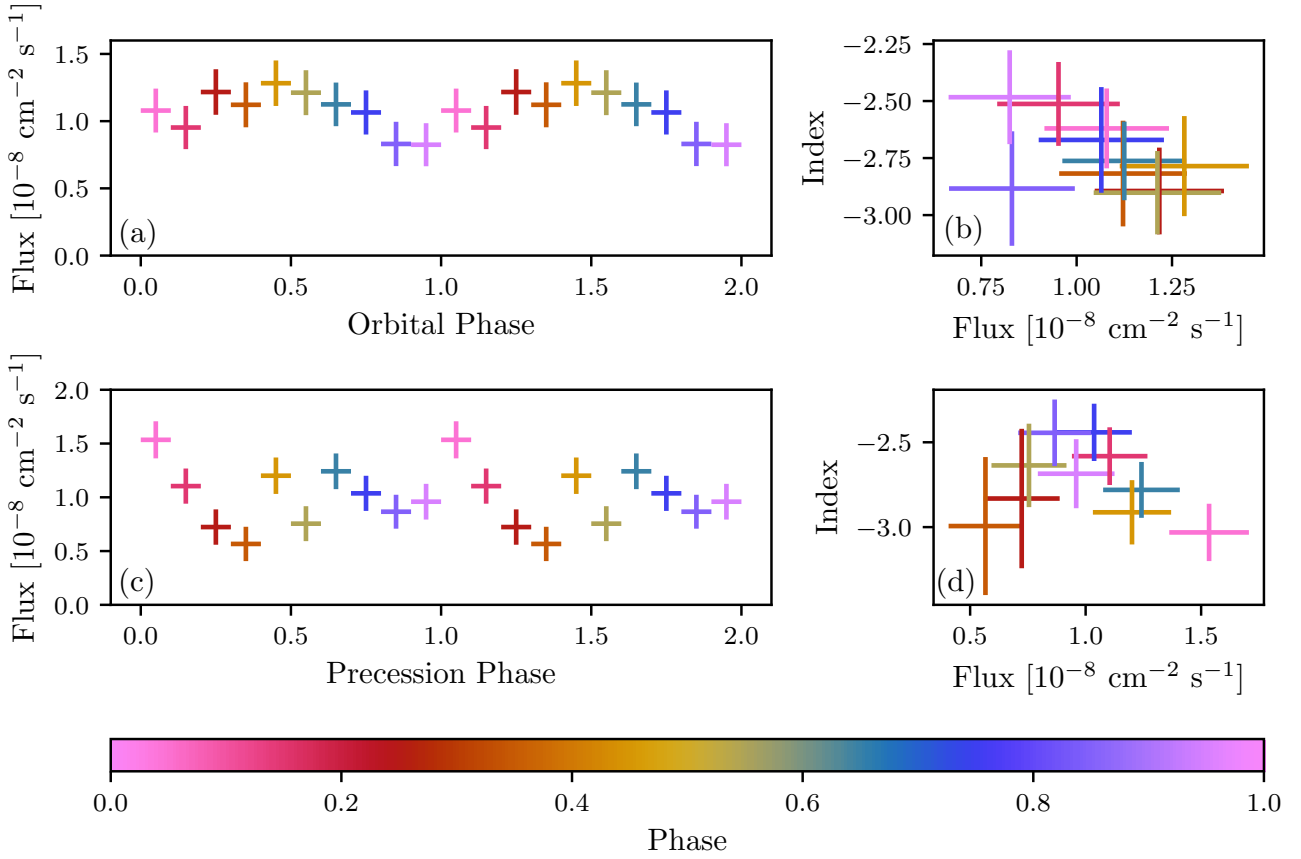 Flux [10⁻⁸ cm⁻² s⁻¹]
1.5
1.0
0.5
0.0
(a)
0.0 0.5 1.0 1.5 2.0
Orbital Phase
Index
−2.25
−2.50
−2.75
−3.00
(b)
0.75 1.00 1.25
Flux [10⁻⁸ cm⁻² s⁻¹]
Flux [10⁻⁸ cm⁻² s⁻¹]
2.0
1.5
1.0
0.5
0.0
(c)
0.0 0.5 1.0 1.5 2.0
Precession Phase
Index
−2.5
−3.0
(d)
0.5 1.0 1.5
Flux [10⁻⁸ cm⁻² s⁻¹]
0.0 0.2 0.4 0.6 0.8 1.0
Phase